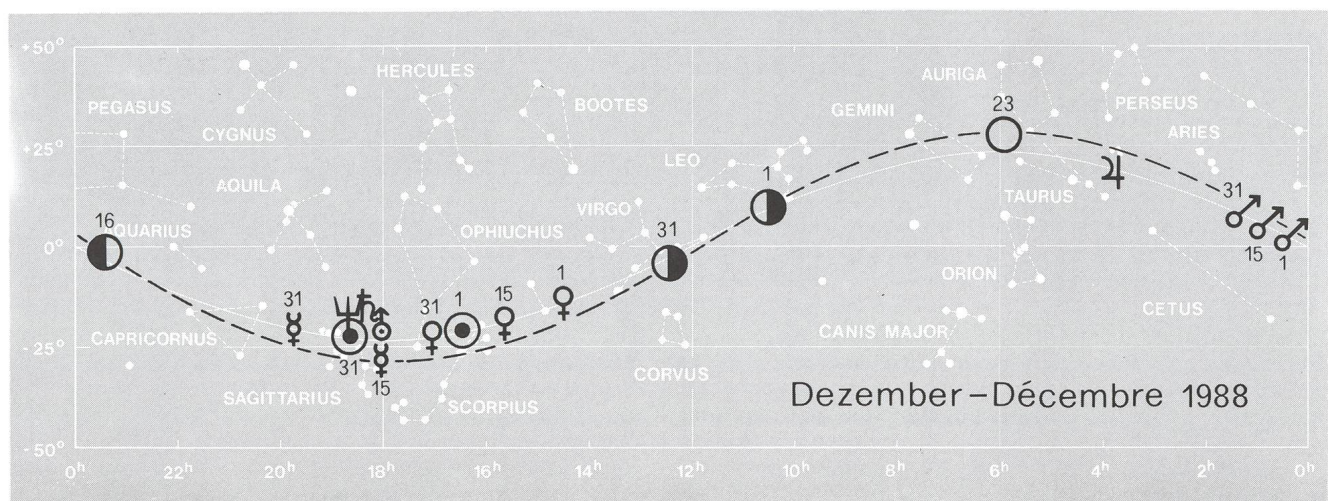 +50°
HERCULES
AURIGA
PEGASUS
BOOTES
GEMINI
23
PERSEUS
CYGNUS
ARIES
+25°
LEO
1
AQUILA
TAURUS
31
VIRGO
16
AQUARIUS
OPHIUCHUS
31
15
1
0°
1
ORION
31
15
31
1
CETUS
CAPRICORNUS
CANIS MAJOR
-25°
31
15
CORVUS
SAGITTARIUS
SCORPIUS
Dezember–Décembre 1988
-50°
0h 22h 20h 18h 16h 14h 12h 10h 8h 6h 4h 2h 0h